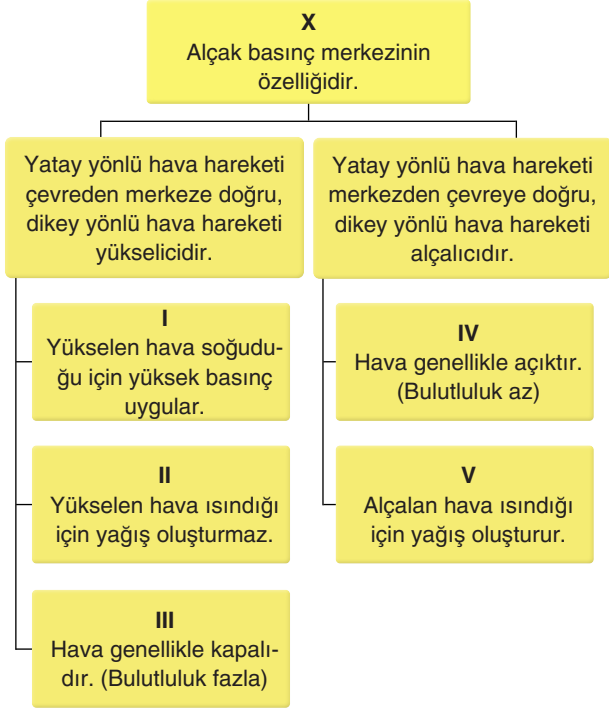 X
Alçak basınç merkezinin
özelliğidir.
Yatay yönlü hava hareketi
çevreden merkeze doğru,
dikey yönlü hava hareketi
yükselicidir.
Yatay yönlü hava hareketi
merkezden çevreye doğru,
dikey yönlü hava hareketi
alçalıcıdır.
I
Yükselen hava soğudu-
ğu için yüksek basınç
uygular.
II
Yükselen hava ısındığı
için yağış oluşturmaz.
III
Hava genellikle kapalı-
dır. (Bulutluluk fazla)
IV
Hava genellikle açıktır.
(Bulutluluk az)
V
Alçalan hava ısındığı
için yağış oluşturur.